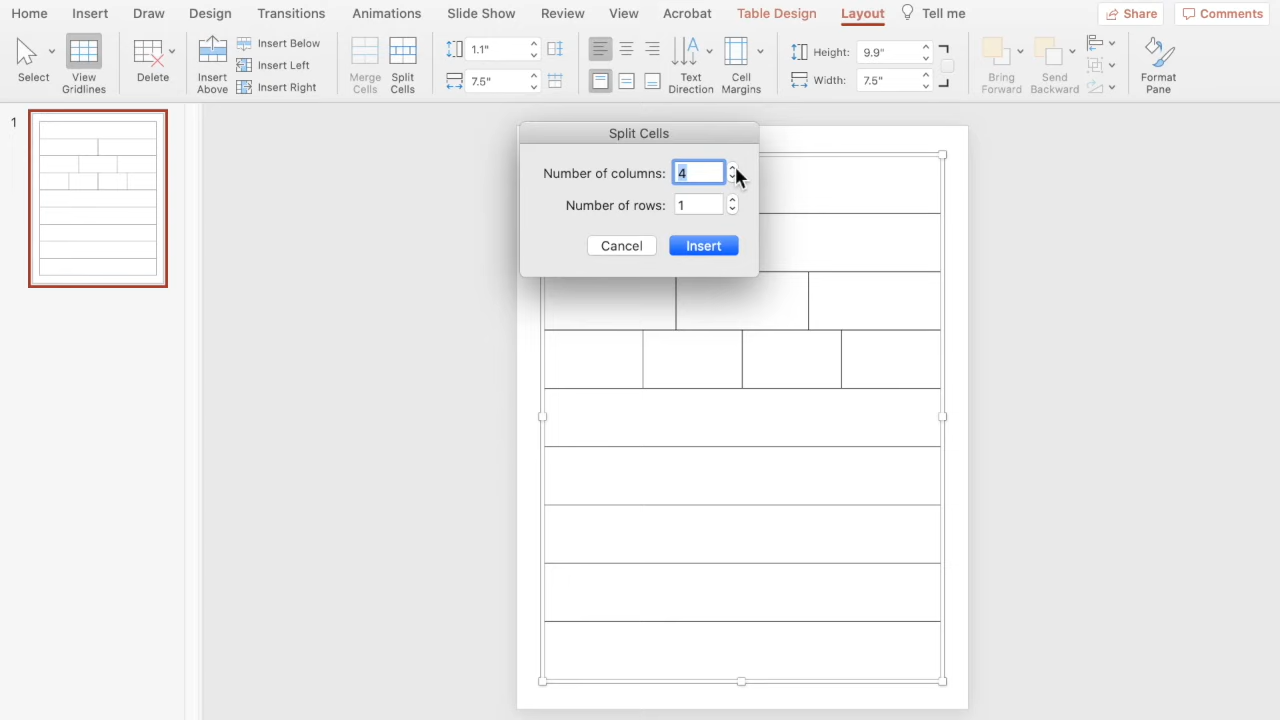 Home Insert Draw Design Transitions Animations Slide Show Review View Acrobat Table Design Layout Tell me Share Comments
Select View Gridlines Delete Insert Above Insert Below Insert Left Insert Right Merge Cells Split Cells 1.1" 7.5" Text Direction Cell Margins Height: 9.9" Width: 7.5" Bring Forward Send Backward Format Pane
1
Split Cells
Number of columns: 4
Number of rows: 1
Cancel Insert